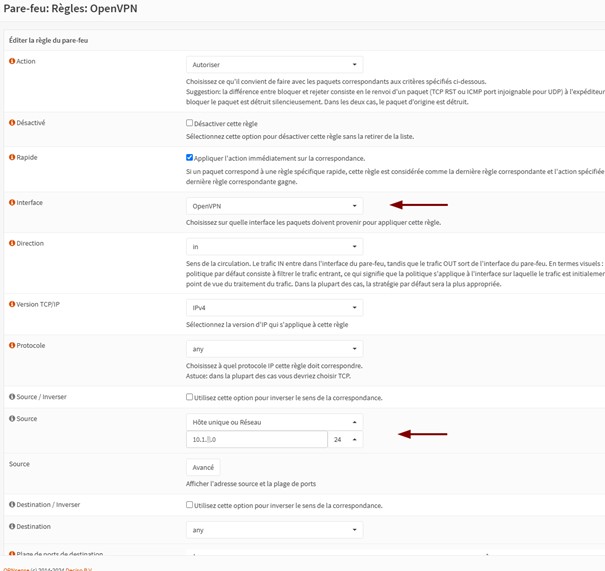 Pare-feu: Règles: OpenVPN
Éditer la règle du pare-feu
Action
Autoriser
Choisissez ce qu'il convient de faire avec les paquets correspondants aux critères spécifiés ci-dessous.
Suggestion: la différence entre bloquer et rejeter consiste en le renvoi d'un paquet (TCP RST ou ICMP port injoignable pour UDP) à l'expéditeur
bloquer le paquet est détruit silencieusement. Dans les deux cas, le paquet d'origine est détruit.
Désactivé
Désactiver cette règle
Sélectionnez cette option pour désactiver cette règle sans la retirer de la liste.
Rapide
Appliquer l'action immédiatement sur la correspondance.
Si un paquet correspond à une règle spécifique rapide, cette règle est considérée comme la dernière règle correspondante et l'action spécifiée
dernière règle correspondante gagne.
Interface
OpenVPN
Choisissez sur quelle interface les paquets doivent provenir pour appliquer cette règle.
Direction
in
Sens de la circulation. Le trafic IN entre dans l'interface du pare-feu, tandis que le trafic OUT sort de l'interface du pare-feu. En termes visuels :
politique par défaut consiste à filtrer le trafic entrant, ce qui signifie que la politique s'applique à l'interface sur laquelle le trafic est initialemen
point de vue du traitement du trafic. Dans la plupart des cas, la stratégie par défaut sera la plus appropriée.
Version TCP/IP
IPv4
Sélectionnez la version d'IP qui s'applique à cette règle
Protocole
any
Choisissez à quel protocole IP cette règle doit correspondre.
Astuce: dans la plupart des cas vous devriez choisir TCP.
Source / Inverser
Utilisez cette option pour inverser le sens de la correspondance.
Source
Hôte unique ou Réseau
24
Source
Avancé
Afficher l'adresse source et la plage de ports
Destination / Inverser
Utilisez cette option pour inverser le sens de la correspondance.
Destination
any
Plage de ports de destination
OPNsense (c) 2014-2024 Deciso B.V.